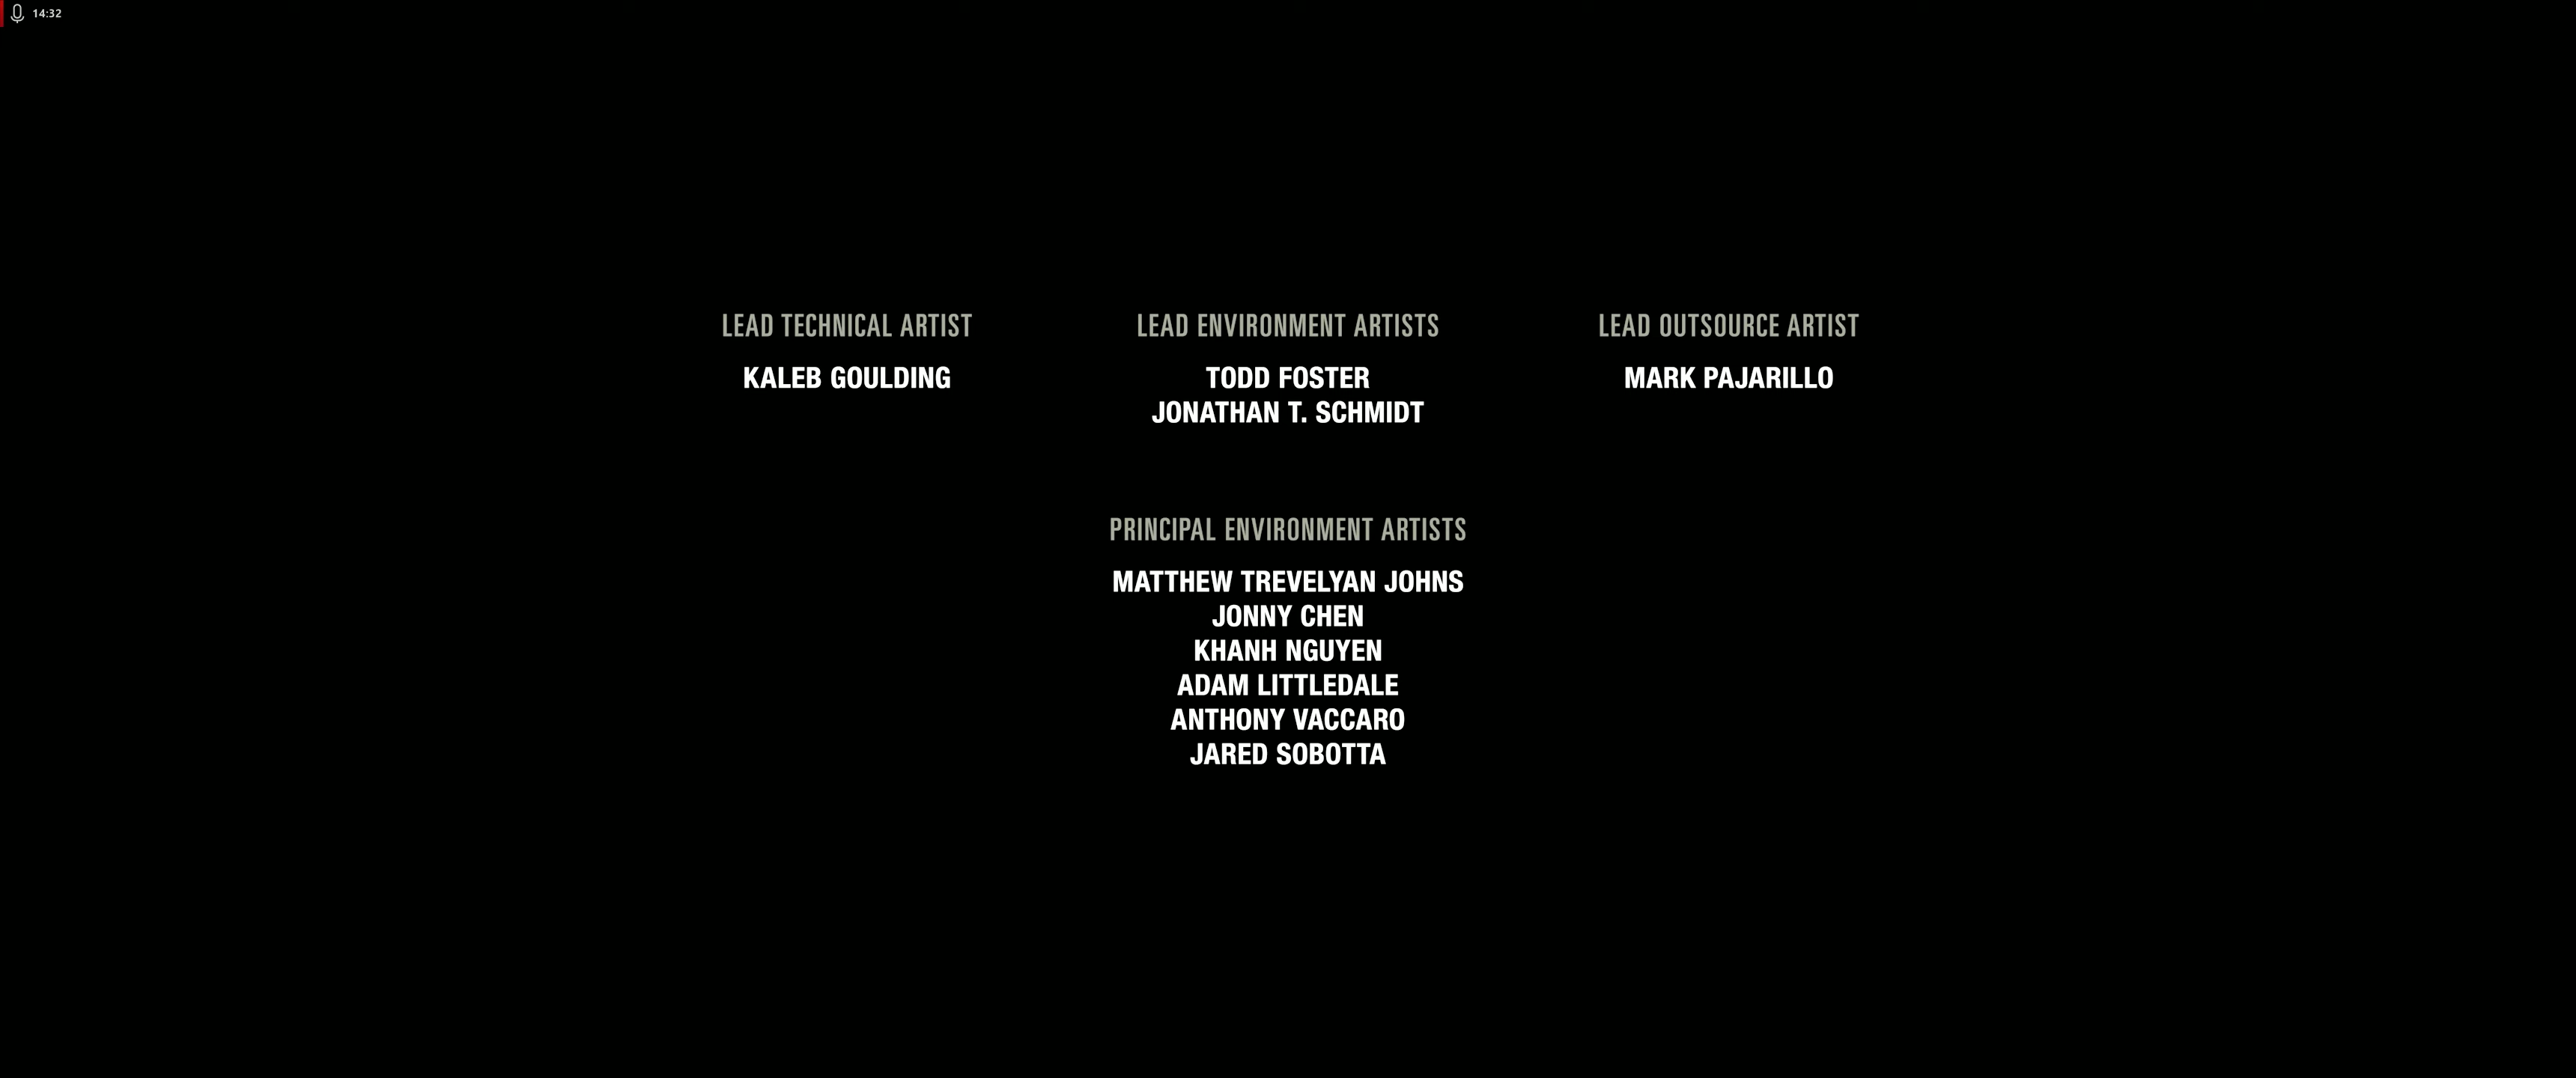 14:32
LEAD TECHNICAL ARTIST
KALEB GOULDING
LEAD ENVIRONMENT ARTISTS
TODD FOSTER
JONATHAN T. SCHMIDT
LEAD OUTSOURCE ARTIST
MARK PAJARILLO
PRINCIPAL ENVIRONMENT ARTISTS
MATTHEW TREVELYAN JOHNS
JONNY CHEN
KHANH NGUYEN
ADAM LITTLEDALE
ANTHONY VACCARO
JARED SOBOTTA